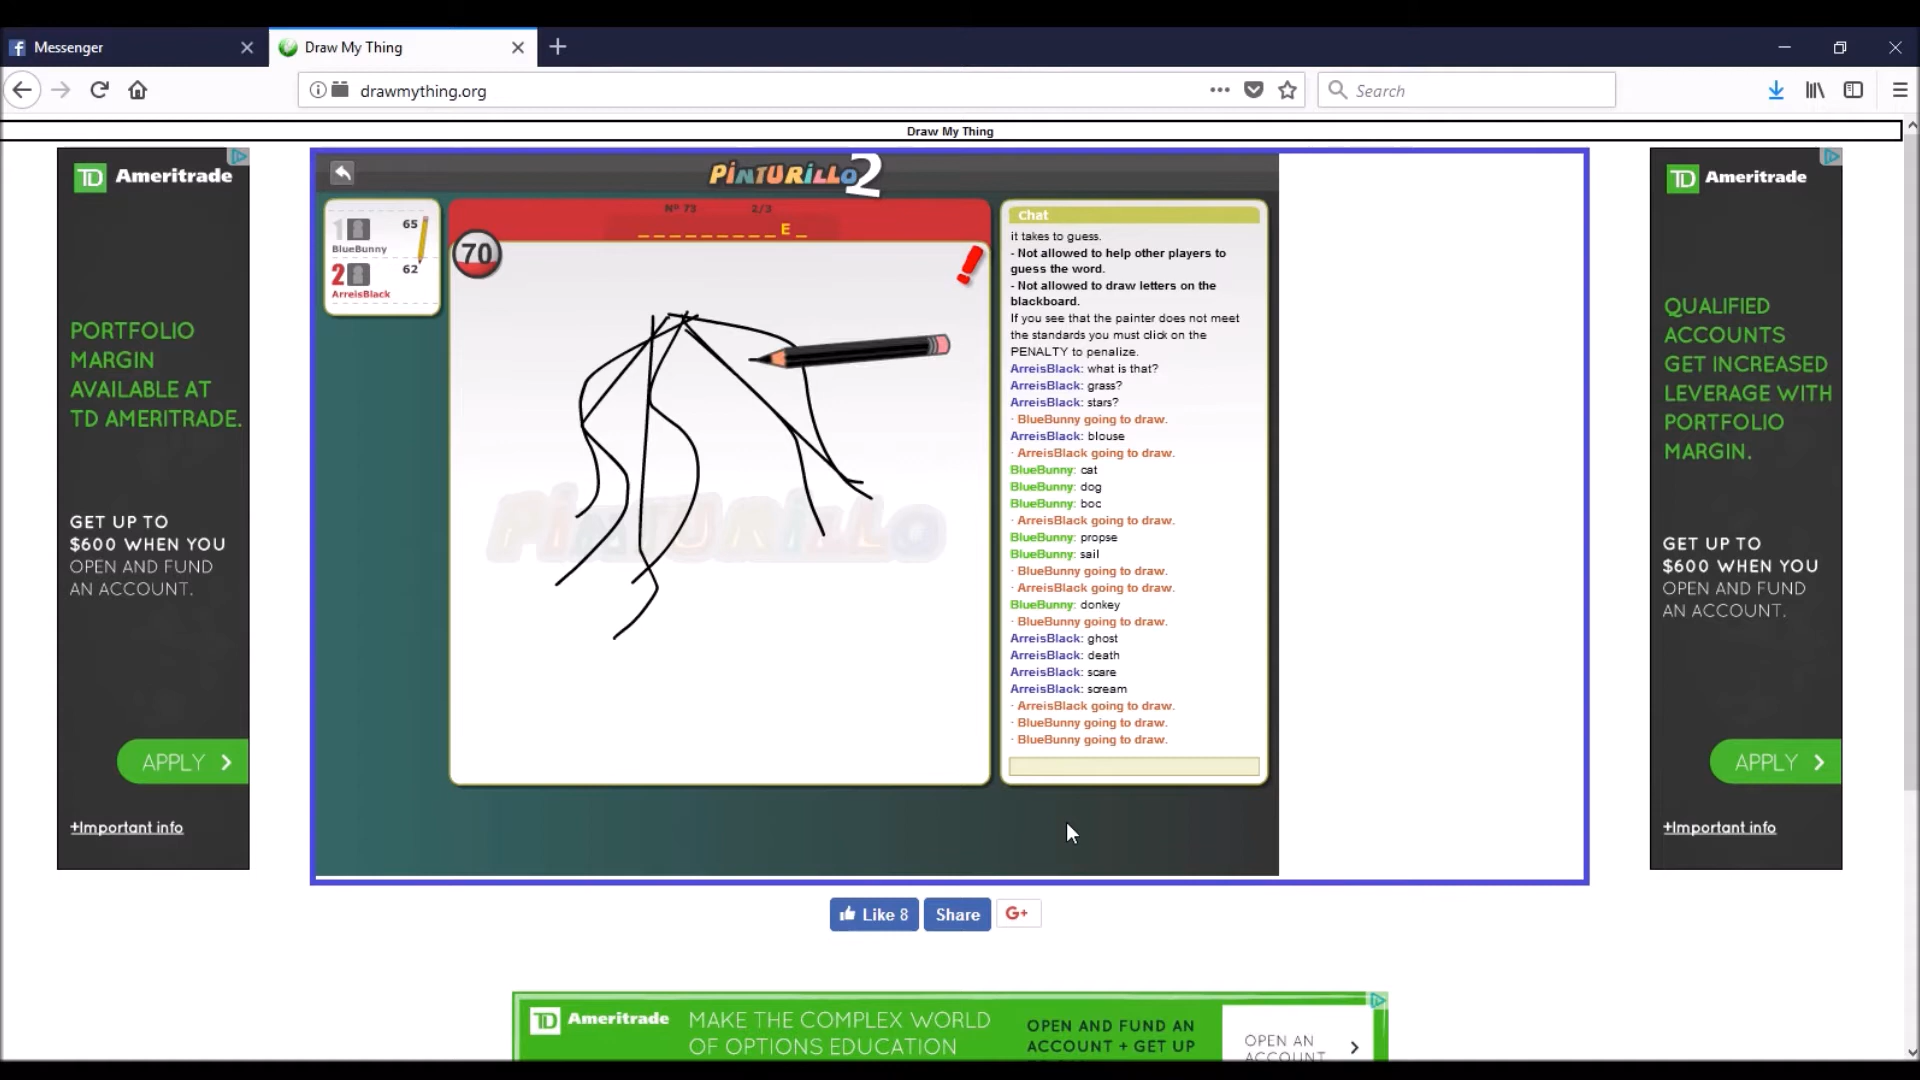 Messenger
Draw My Thing
drawmything.org
Search
Draw My Thing
TD Ameritrade
PORTFOLIO
MARGIN
AVAILABLE AT
TD AMERITRADE.
GET UP TO
$600 WHEN YOU
OPEN AND FUND
AN ACCOUNT.
APPLY
+Important info
PINTURILLO 2
1 65
BlueBunny
2 62
ArreisBlack
Nº 73 2/3
_ _ _ _ _ _ _ _ _ E _
70
PINTURILLO
Chat
it takes to guess.
- Not allowed to help other players to
guess the word.
- Not allowed to draw letters on the
blackboard.
If you see that the painter does not meet
the standards you must click on the
PENALTY to penalize.
ArreisBlack: what is that?
ArreisBlack: grass?
ArreisBlack: stars?
· BlueBunny going to draw.
ArreisBlack: blouse
· ArreisBlack going to draw.
BlueBunny: cat
BlueBunny: dog
BlueBunny: boc
· ArreisBlack going to draw.
BlueBunny: propse
BlueBunny: sail
· BlueBunny going to draw.
· ArreisBlack going to draw.
BlueBunny: donkey
· BlueBunny going to draw.
ArreisBlack: ghost
ArreisBlack: death
ArreisBlack: scare
ArreisBlack: scream
· ArreisBlack going to draw.
· BlueBunny going to draw.
· BlueBunny going to draw.
TD Ameritrade
QUALIFIED
ACCOUNTS
GET INCREASED
LEVERAGE WITH
PORTFOLIO
MARGIN.
GET UP TO
$600 WHEN YOU
OPEN AND FUND
AN ACCOUNT.
APPLY
+Important info
Like 8
Share
G+
TD Ameritrade
MAKE THE COMPLEX WORLD
OF OPTIONS EDUCATION
OPEN AND FUND AN
ACCOUNT + GET UP
OPEN AN
ACCOUNT